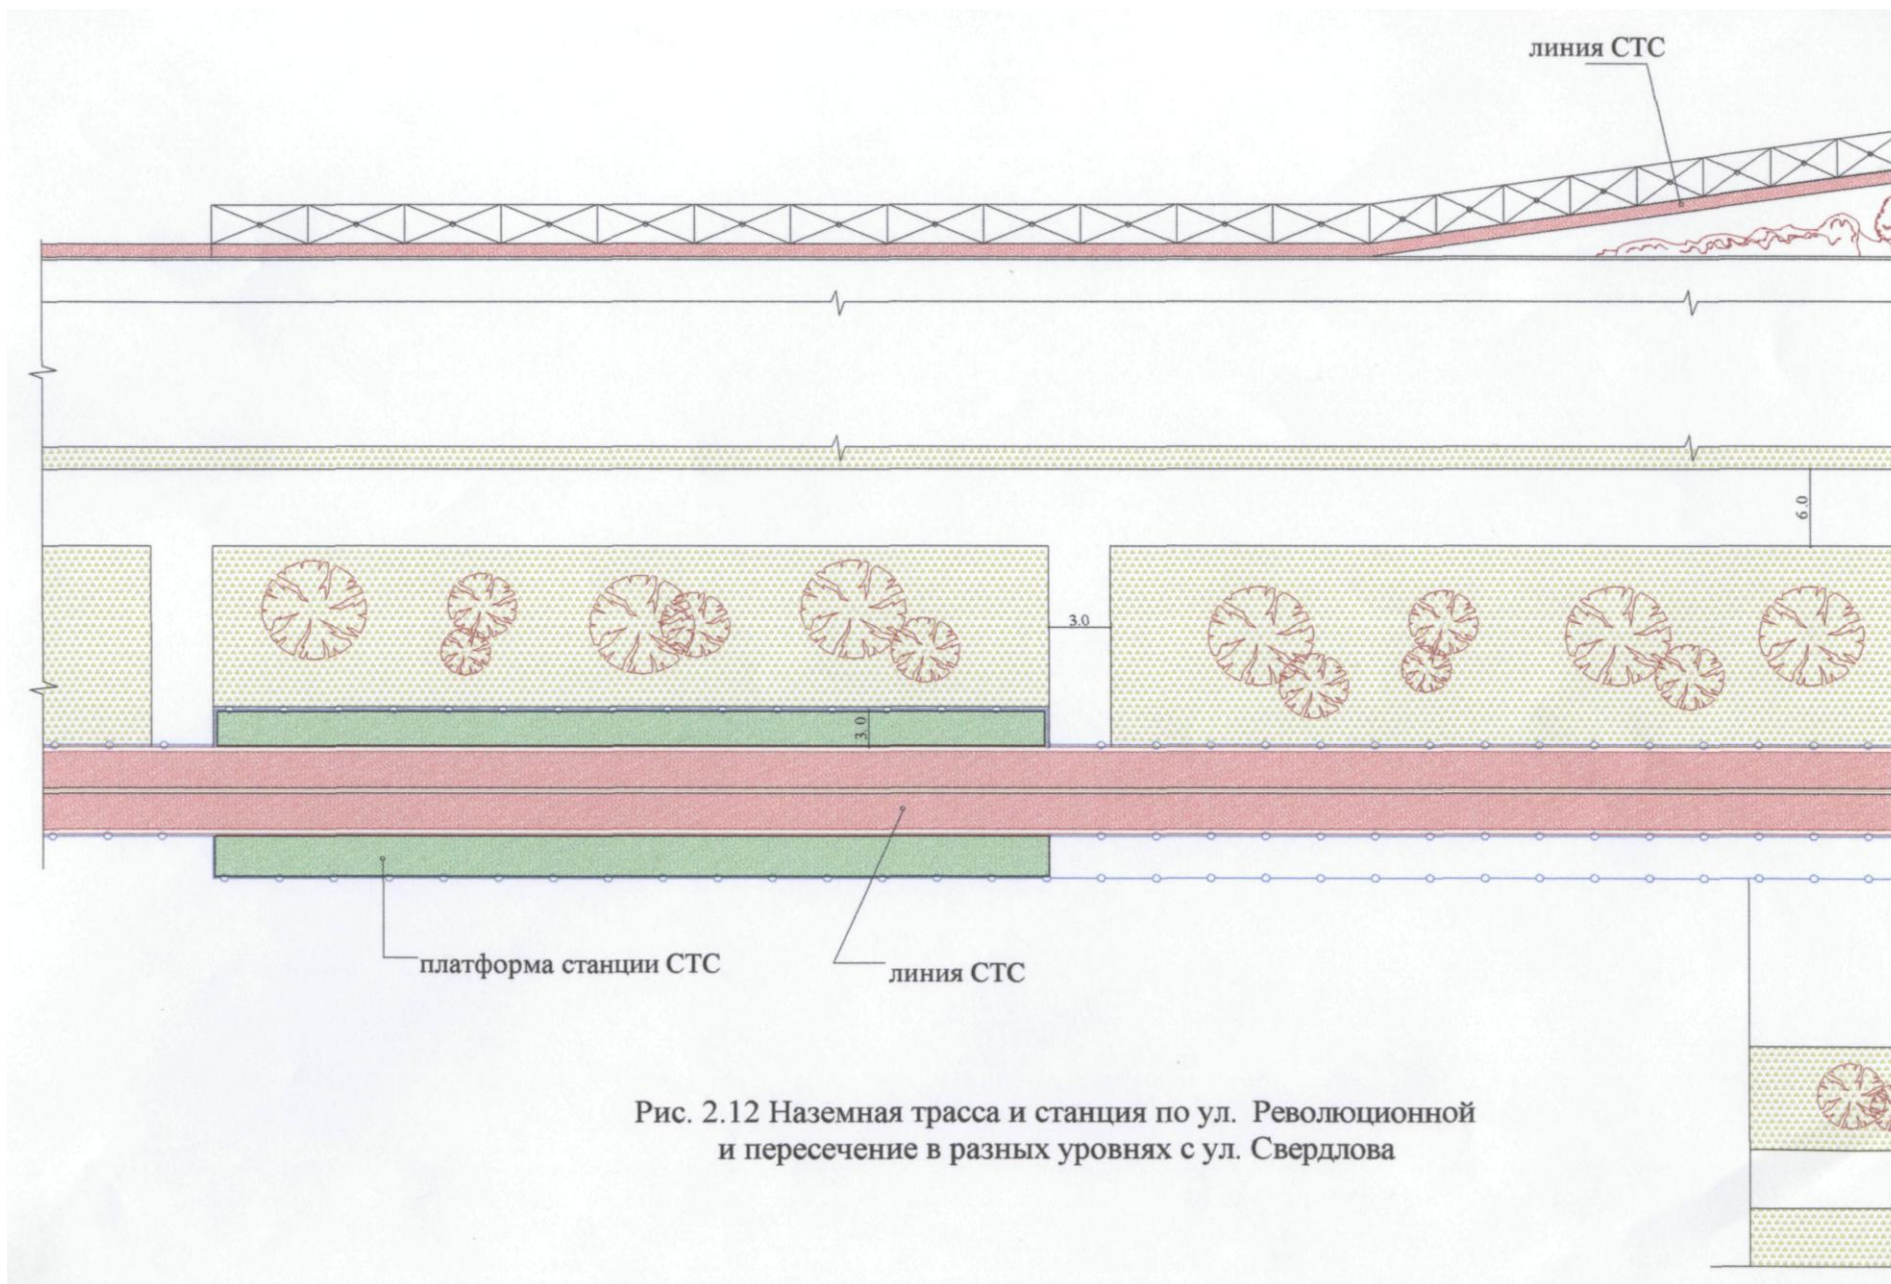 линия СТС
6.0
3.0
3.0
платформа станции СТС
линия СТС
Рис. 2.12 Наземная трасса и станция по ул. Революционной
и пересечение в разных уровнях с ул. Свердлова